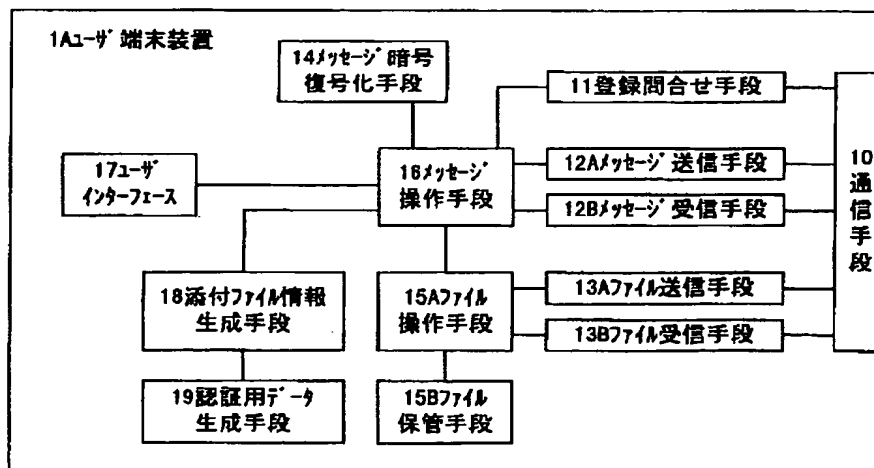 1Aユーザ端末装置
14メッセージ暗号
復号化手段
11登録問合せ手段
10
通
信
手
段
17ユーザ
インターフェース
16メッセージ
操作手段
12Aメッセージ送信手段
12Bメッセージ受信手段
18添付ファイル情報
生成手段
15Aファイル
操作手段
13Aファイル送信手段
13Bファイル受信手段
19認証用データ
生成手段
15Bファイル
保管手段